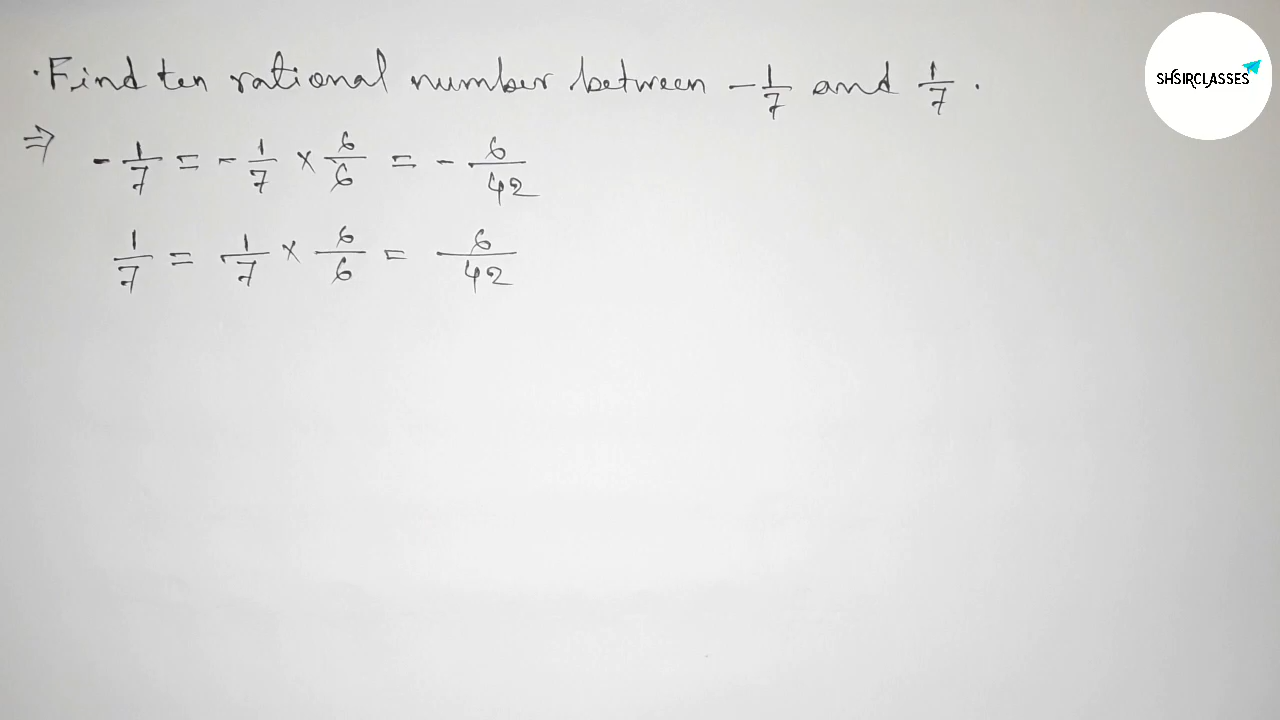 ·Find ten rational number between -1/7 and 1/7.
⇒ -1/7 = -1/7 × 6/6 = -6/42
1/7 = 1/7 × 6/6 = 6/42
SHSIRCLASSES